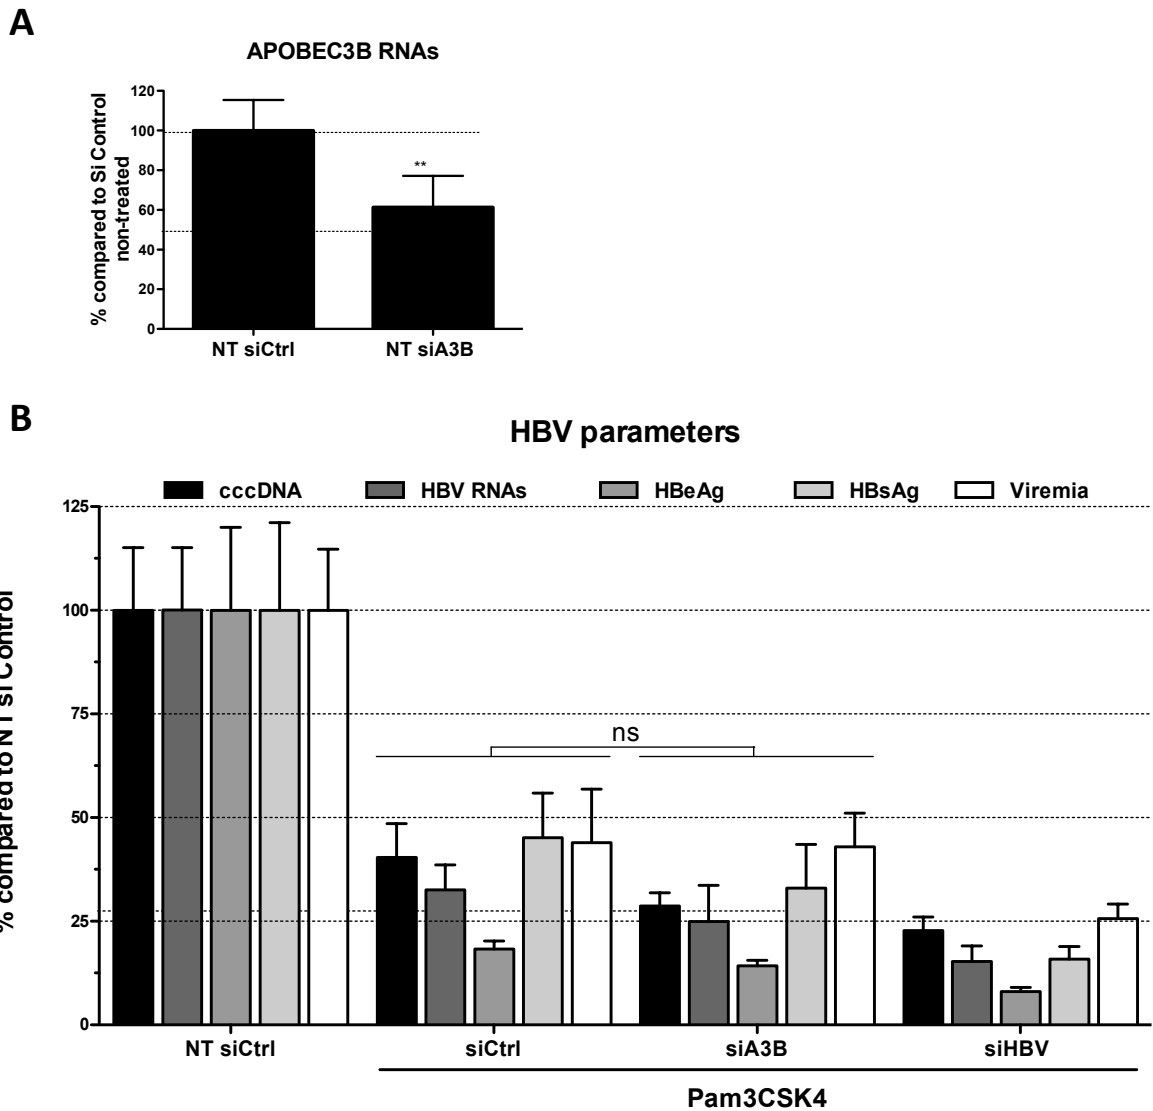 A
APOBEC3B RNAs
% compared to Si Control
non-treated
120
100
80
60
40
20
0
**
NT siCtrl NT siA3B
B
HBV parameters
cccDNA HBV RNAs HBeAg HBsAg Viremia
% compared to NT si Control
125
100
75
50
25
0
ns
NT siCtrl siCtrl siA3B siHBV
Pam3CSK4